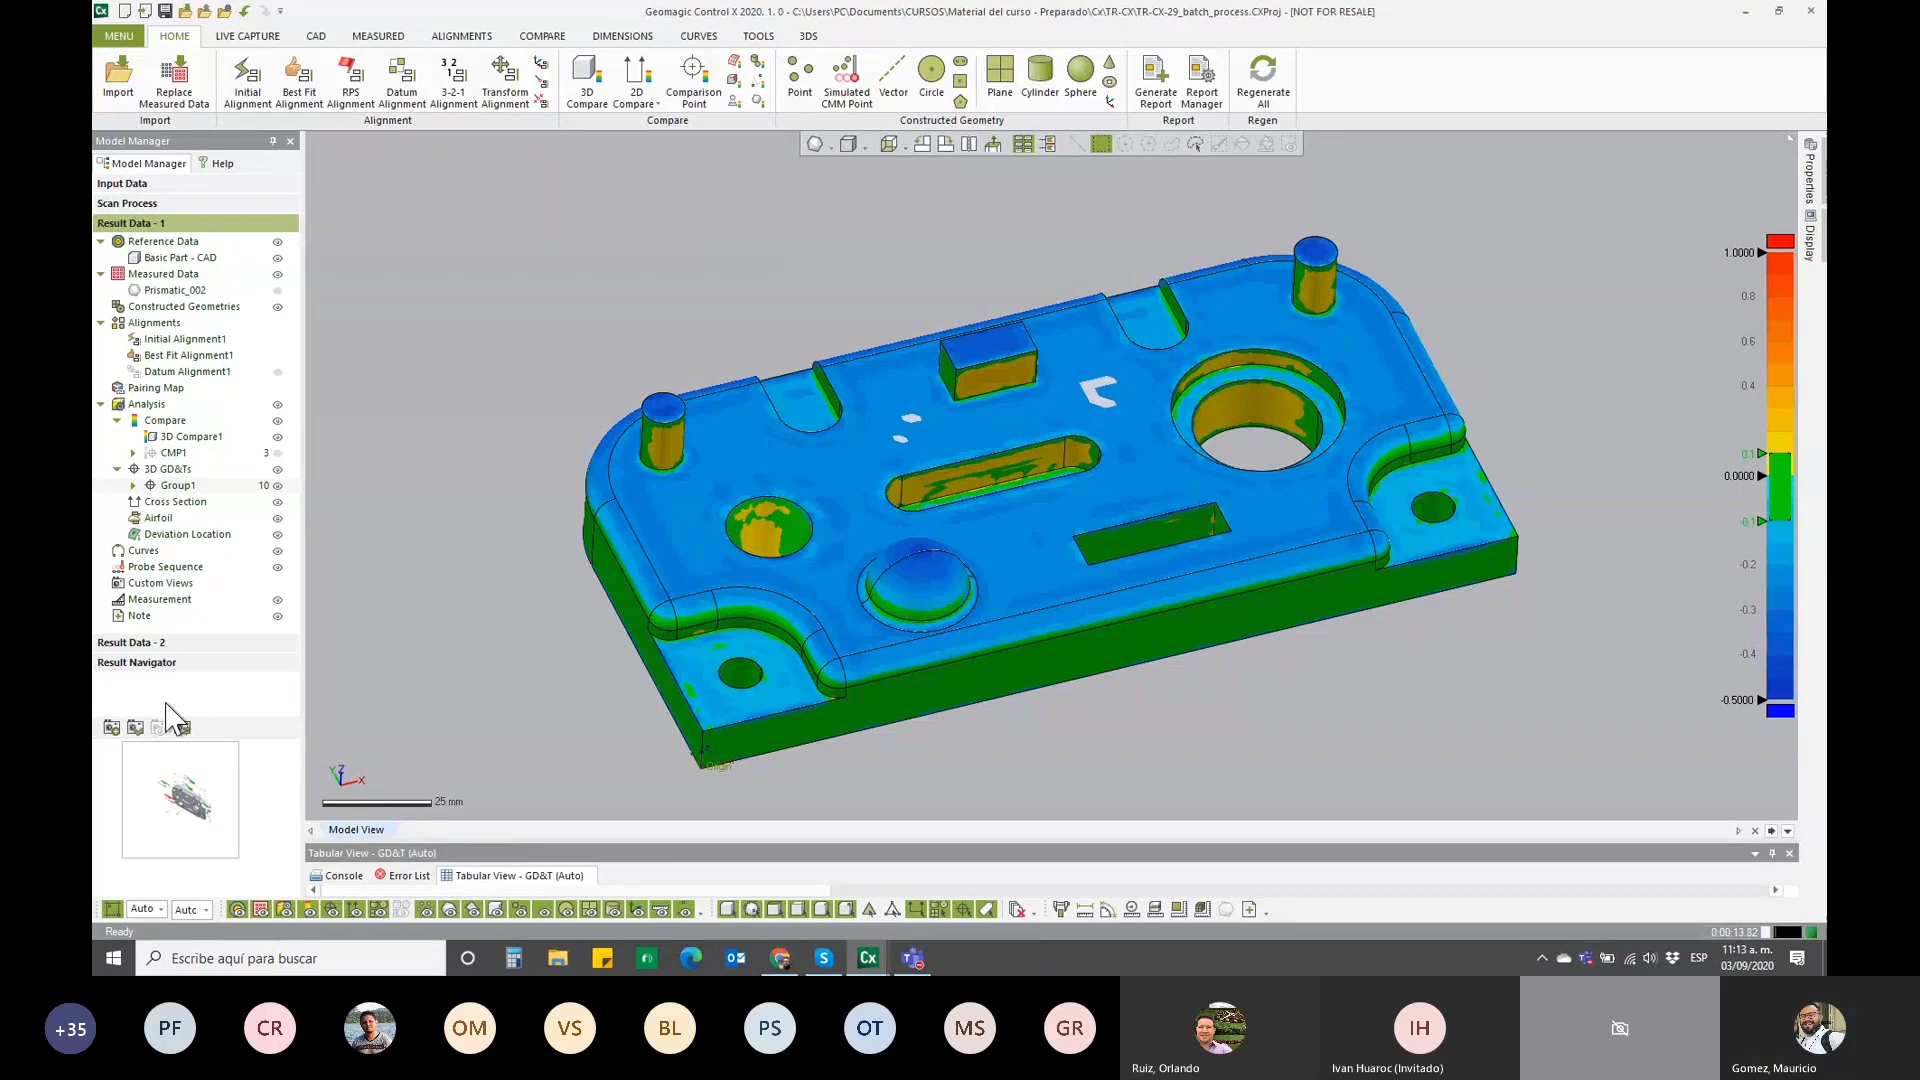 Geomagic Control X 2020. 1. 0 - C:\Users\PC\Documents\CURSOS\Material del curso - Preparado\Cx\TR-CX\TR-CX-29_batch_process.CXProj - [NOT FOR RESALE]
MENU HOME LIVE CAPTURE CAD MEASURED ALIGNMENTS COMPARE DIMENSIONS CURVES TOOLS 3DS
Import
Replace Measured Data
Initial Alignment
Best Fit Alignment
RPS Alignment
Datum Alignment
3-2-1 Alignment
Transform Alignment
3D Compare
2D Compare
Comparison Point
Point
Simulated CMM Point
Vector
Circle
Plane
Cylinder
Sphere
Generate Report
Report Manager
Regenerate All
Import Alignment Compare Constructed Geometry Report Regen
Model Manager
Model Manager Help
Input Data
Scan Process
Result Data - 1
Reference Data
Basic Part - CAD
Measured Data
Prismatic_002
Constructed Geometries
Alignments
Initial Alignment1
Best Fit Alignment1
Datum Alignment1
Pairing Map
Analysis
Compare
3D Compare1
CMP1 3
3D GD&Ts
Group1 10
Cross Section
Airfoil
Deviation Location
Curves
Probe Sequence
Custom Views
Measurement
Note
Result Data - 2
Result Navigator
Properties
Display
1.0000
0.8
0.6
0.4
0.1
0.0000
-0.1
-0.2
-0.3
-0.4
-0.5000
Z
Y
X
25 mm
Model View
Tabular View - GD&T (Auto)
Console Error List Tabular View - GD&T (Auto)
Auto
Ready
0:00:13.82
Escribe aquí para buscar
Cx
ESP
11:13 a. m.
03/09/2020
+35 PF CR OM VS BL PS OT MS GR IH
Ruiz, Orlando
Ivan Huaroc (Invitado)
Gomez, Mauricio